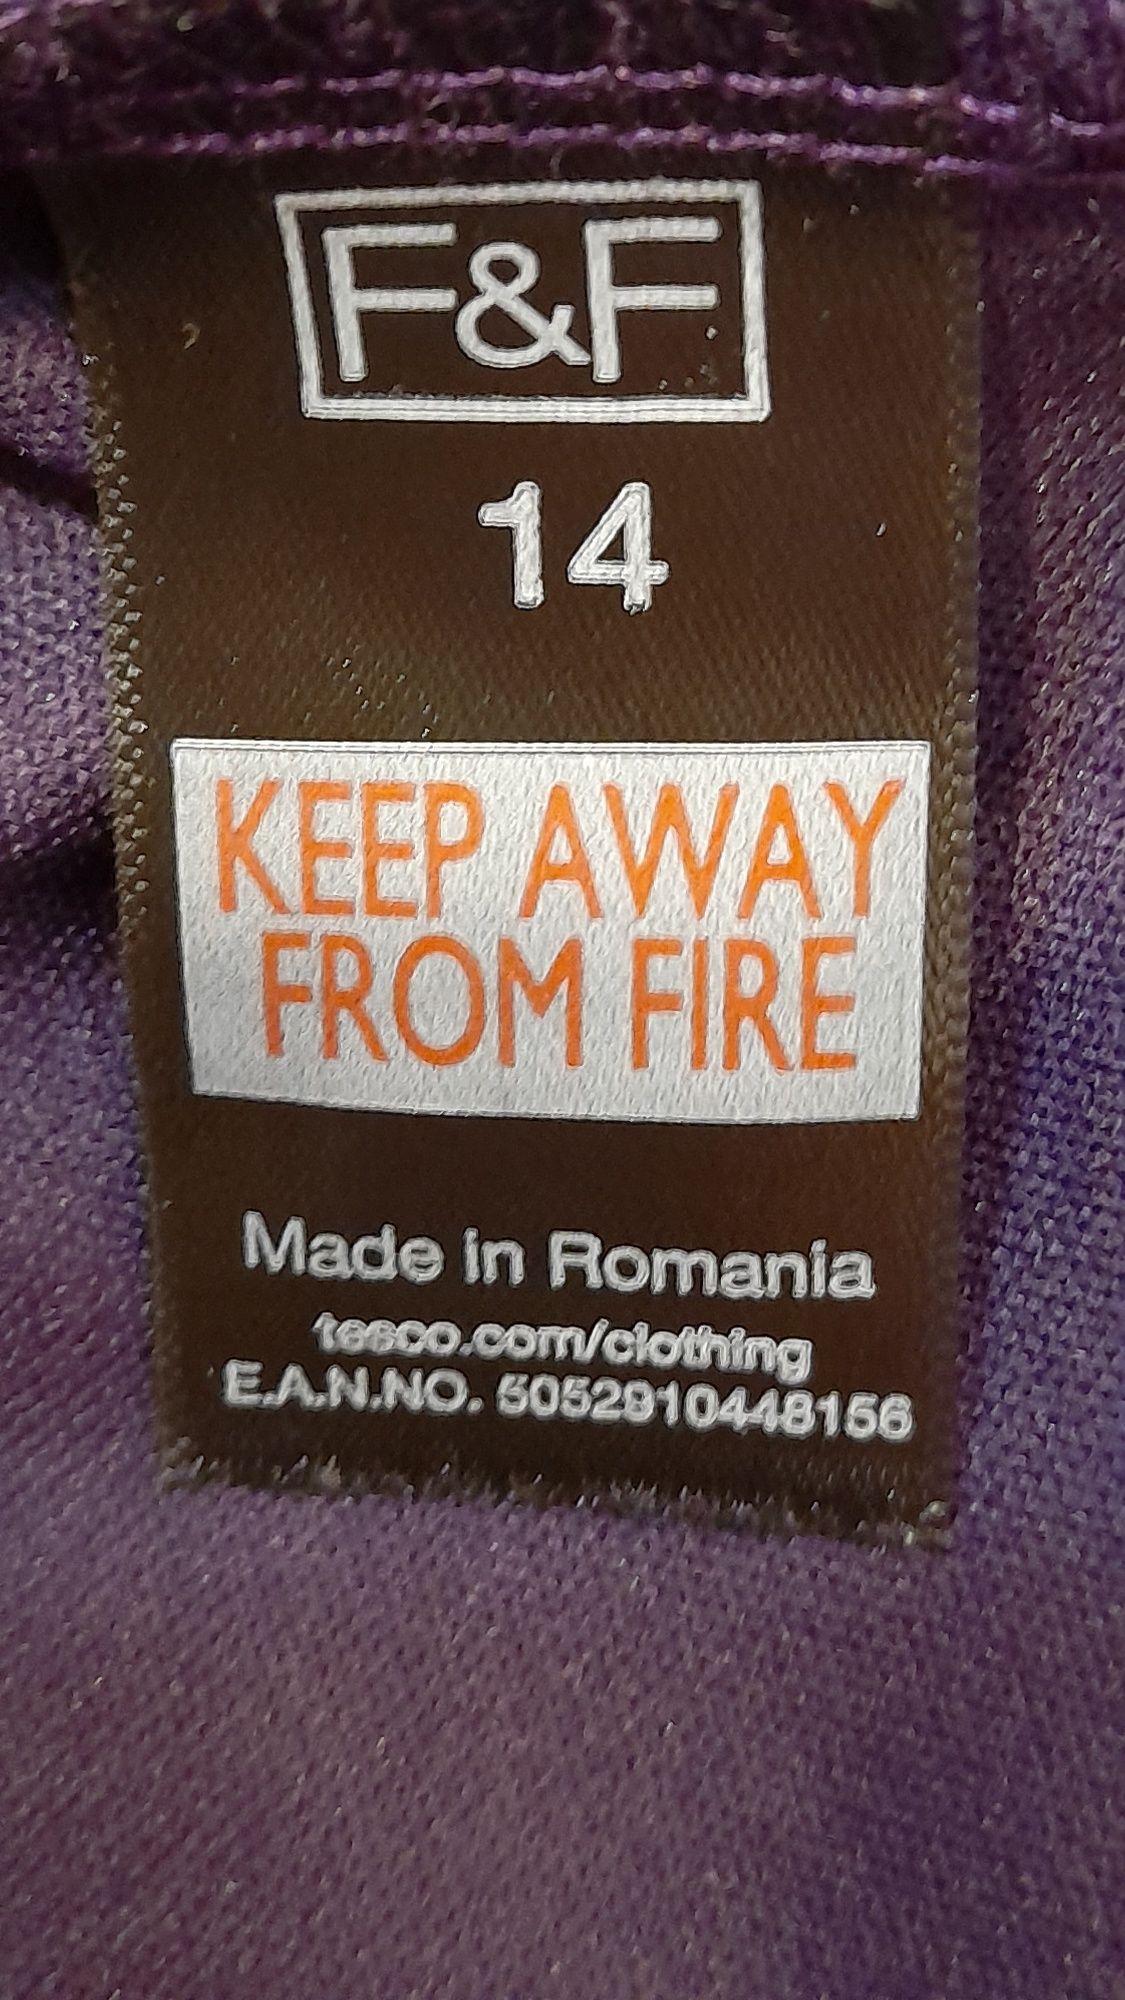 F&F
14
KEEP AWAY
FROM FIRE
Made in Romania
tesco.com/clothing
E.A.N.NO. 5052910448156